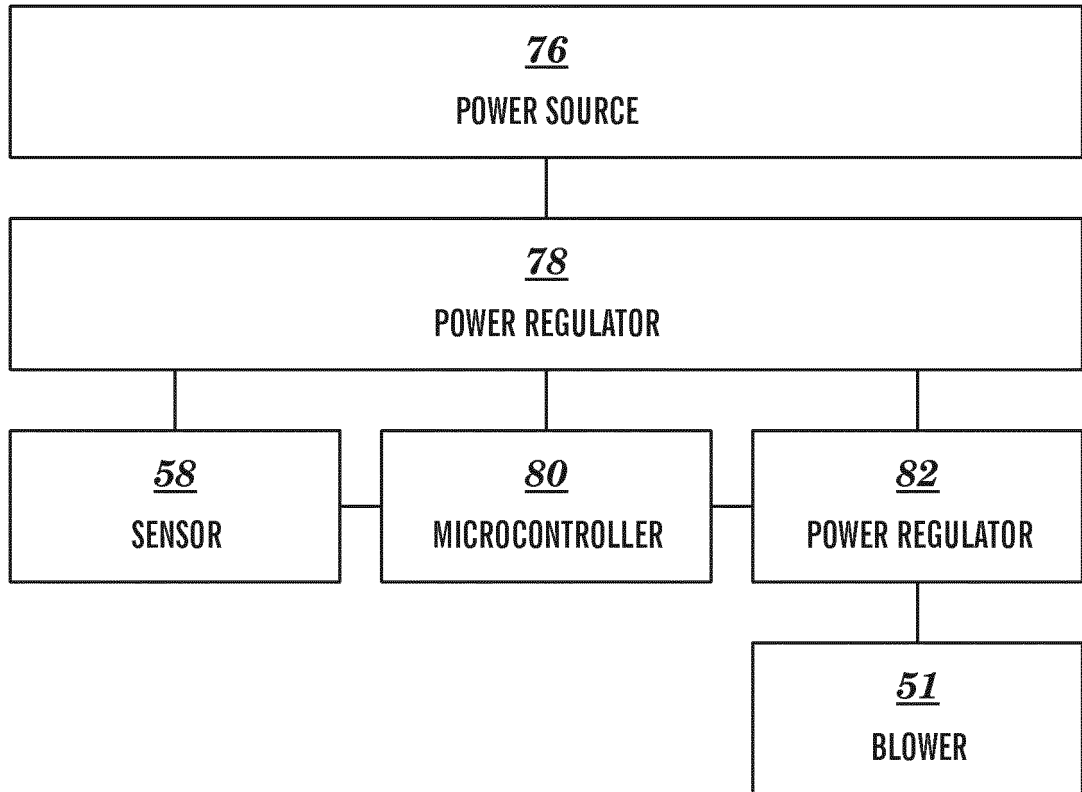 76
POWER SOURCE
78
POWER REGULATOR
58
SENSOR
80
MICROCONTROLLER
82
POWER REGULATOR
51
BLOWER